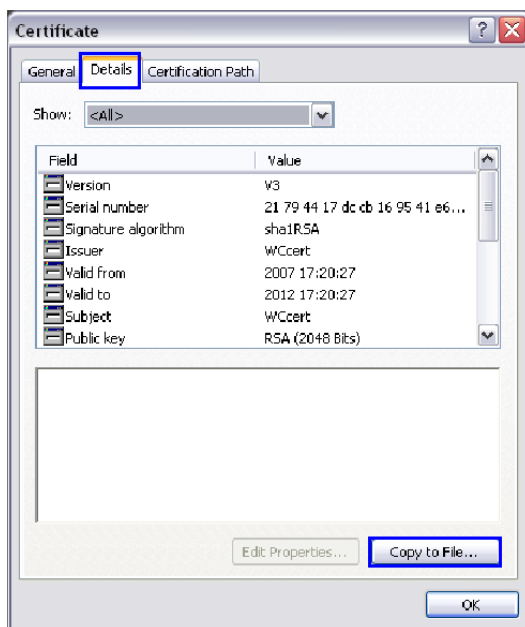 Certificate
General Details Certification Path
Show: <All>
Field Value
Version V3
Serial number 21 79 44 17 dc cb 16 95 41 e6...
Signature algorithm sha1RSA
Issuer WCcert
Valid from 2007 17:20:27
Valid to 2012 17:20:27
Subject WCcert
Public key RSA (2048 Bits)
Edit Properties... Copy to File...
OK